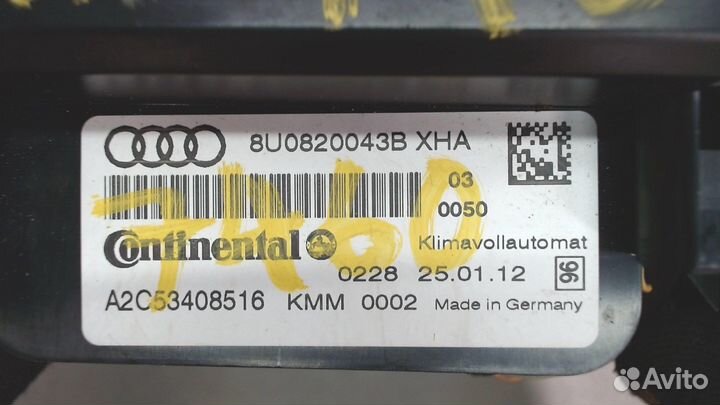 8U0820043B XHA
03
0050
7460
Continental
Klimavollautomat
0228 25.01.12
96
A2C53408516 KMM 0002 Made in Germany
Avito